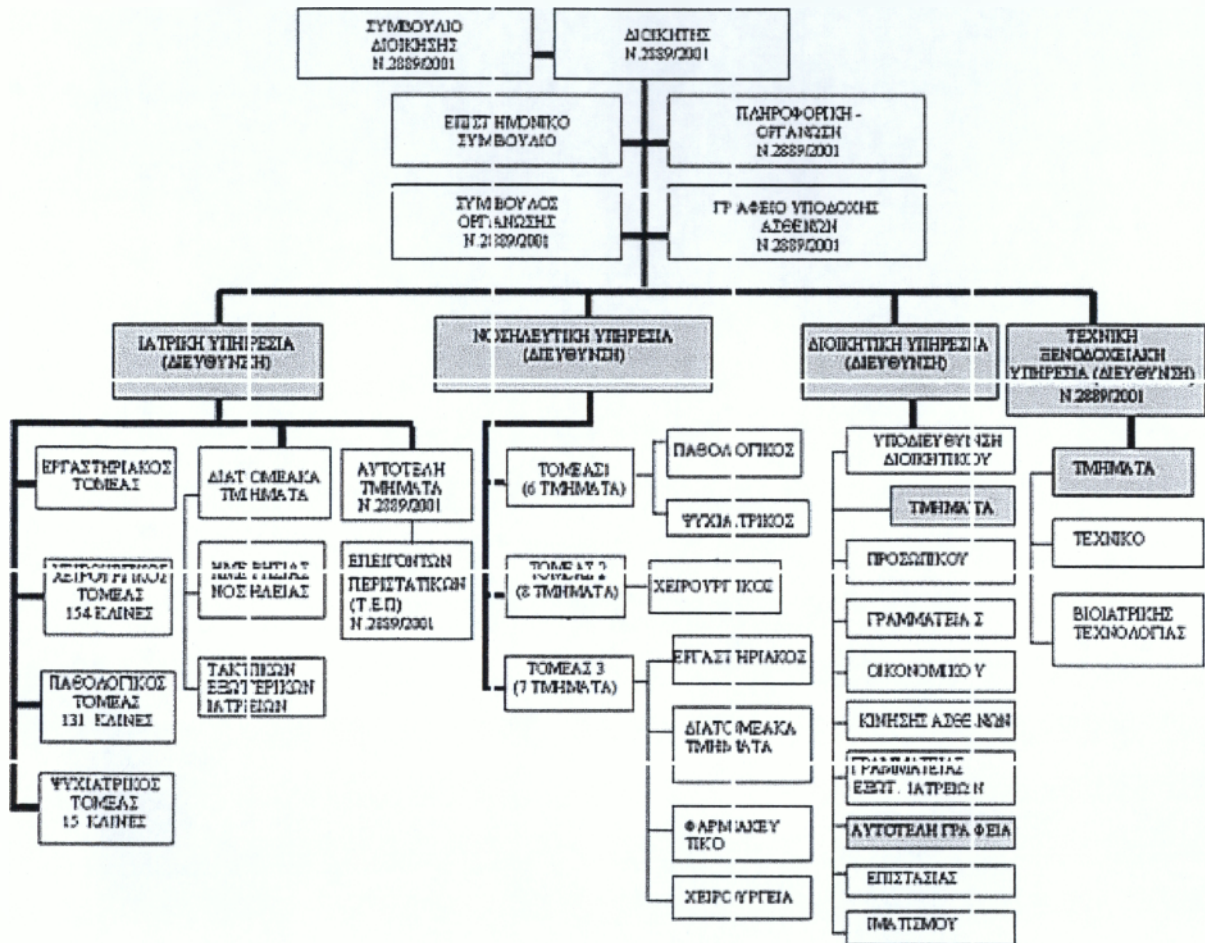 ΣΥΜΒΟΥΛΙΟ
ΔΙΟΙΚΗΣΗΣ
Ν.2889/2001
ΔΙΟΙΚΗΤΗΣ
Ν.2889/2001
ΕΠΙΣΤΗΜΟΝΙΚΟ
ΣΥΜΒΟΥΛΙΟ
ΠΛΗΡΟΦΟΡΙΚΗ -
ΟΡΓΑΝΩΣΗ
Ν.2889/2001
ΣΥΜΒΟΥΛΟΣ
ΟΡΓΑΝΩΣΗΣ
Ν.2889/2001
ΓΡΑΦΕΙΟ ΥΠΟΔΟΧΗΣ
ΑΣΘΕΝΩΝ
Ν.2889/2001
ΙΑΤΡΙΚΗ ΥΠΗΡΕΣΙΑ
(ΔΙΕΥΘΥΝΣΗ)
ΝΟΣΗΛΕΥΤΙΚΗ ΥΠΗΡΕΣΙΑ
(ΔΙΕΥΘΥΝΣΗ)
ΔΙΟΙΚΗΤΙΚΗ ΥΠΗΡΕΣΙΑ
(ΔΙΕΥΘΥΝΣΗ)
ΤΕΧΝΙΚΗ
ΞΕΝΟΔΟΧΕΙΑΚΗ
ΥΠΗΡΕΣΙΑ (ΔΙΕΥΘΥΝΣΗ)
Ν.2889/2001
ΕΡΓΑΣΤΗΡΙΑΚΟΣ
ΤΟΜΕΑΣ
ΧΕΙΡΟΥΡΓΙΚΟΣ
ΤΟΜΕΑΣ
154 ΚΛΙΝΕΣ
ΠΑΘΟΛΟΓΙΚΟΣ
ΤΟΜΕΑΣ
131 ΚΛΙΝΕΣ
ΨΥΧΙΑΤΡΙΚΟΣ
ΤΟΜΕΑΣ
15 ΚΛΙΝΕΣ
ΔΙΑΤΟΜΕΑΚΑ
ΤΜΗΜΑΤΑ
ΗΜΕΡΗΣΙΑΣ
ΝΟΣΗΛΕΙΑΣ
ΤΑΚΤΙΚΩΝ
ΕΞΩΤΕΡΙΚΩΝ
ΙΑΤΡΕΙΩΝ
ΑΥΤΟΤΕΛΗ
ΤΜΗΜΑΤΑ
Ν.2889/2001
ΕΠΕΙΓΟΝΤΩΝ
ΠΕΡΙΣΤΑΤΙΚΩΝ
(Τ.Ε.Π)
Ν.2889/2001
ΤΟΜΕΑΣ1
(6 ΤΜΗΜΑΤΑ)
ΠΑΘΟΛΟΓΙΚΟΣ
ΨΥΧΙΑΤΡΙΚΟΣ
ΤΟΜΕΑΣ 2
(8 ΤΜΗΜΑΤΑ)
ΧΕΙΡΟΥΡΓΙΚΟΣ
ΤΟΜΕΑΣ 3
(7 ΤΜΗΜΑΤΑ)
ΕΡΓΑΣΤΗΡΙΑΚΟΣ
ΔΙΑΤΟΜΕΑΚΑ
ΤΜΗΜΑΤΑ
ΦΑΡΜΑΚΕΥ
ΤΙΚΟ
ΧΕΙΡΟΥΡΓΕΙΑ
ΥΠΟΔΙΕΥΘΥΝΣΗ
ΔΙΟΙΚΗΤΙΚΟΥ
ΤΜΗΜΑΤΑ
ΠΡΟΣΩΠΙΚΟΥ
ΓΡΑΜΜΑΤΕΙΑΣ
ΟΙΚΟΝΟΜΙΚΟΥ
ΚΙΝΗΣΗΣ ΑΣΘΕΝΩΝ
ΓΡΑΜΜΑΤΕΙΑΣ
ΕΞΩΤ. ΙΑΤΡΕΙΩΝ
ΑΥΤΟΤΕΛΗ ΓΡΑΦΕΙΑ
ΕΠΙΣΤΑΣΙΑΣ
ΙΜΑΤΙΣΜΟΥ
ΤΜΗΜΑΤΑ
ΤΕΧΝΙΚΟ
ΒΙΟΙΑΤΡΙΚΗΣ
ΤΕΧΝΟΛΟΓΙΑΣ